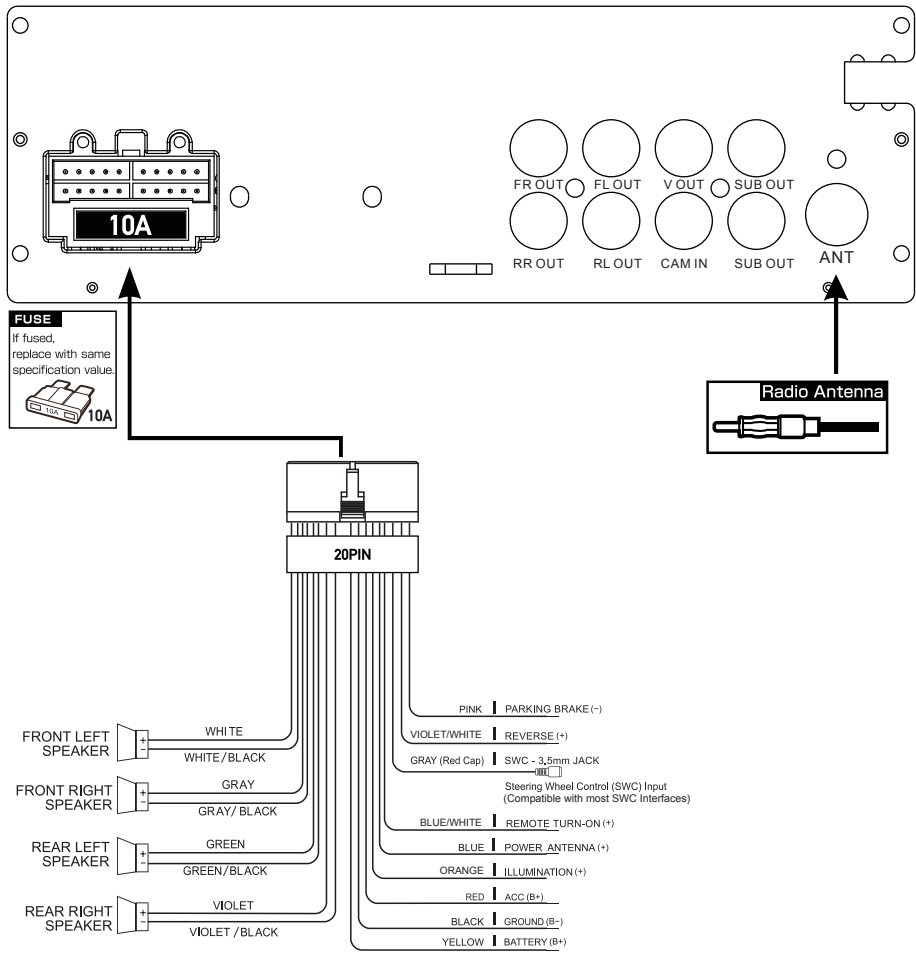 FR OUT
FL OUT
V OUT
SUB OUT
10A
RR OUT
RL OUT
CAM IN
SUB OUT
ANT
FUSE
If fused,
replace with same
specification value.
10A
10A
Radio Antenna
20PIN
PINK PARKING BRAKE (−)
VIOLET/WHITE REVERSE (+)
GRAY (Red Cap) SWC - 3.5mm JACK
Steering Wheel Control (SWC) Input
(Compatible with most SWC Interfaces)
BLUE/WHITE REMOTE TURN-ON (+)
BLUE POWER ANTENNA (+)
ORANGE ILLUMINATION (+)
RED ACC (B+)
BLACK GROUND (B−)
YELLOW BATTERY (B+)
FRONT LEFT
SPEAKER
+
−
WHITE
WHITE/BLACK
FRONT RIGHT
SPEAKER
+
−
GRAY
GRAY/ BLACK
REAR LEFT
SPEAKER
+
−
GREEN
GREEN/BLACK
REAR RIGHT
SPEAKER
+
−
VIOLET
VIOLET /BLACK